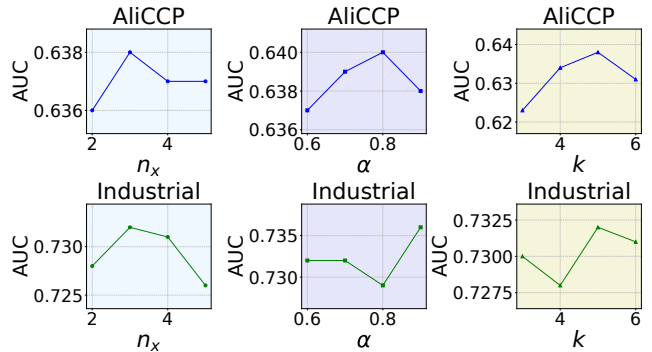 AliCCP
AUC
0.638
0.636
2
4
n_x
AliCCP
AUC
0.640
0.638
0.636
0.6
0.8
α
AliCCP
AUC
0.64
0.63
0.62
4
6
k
Industrial
AUC
0.730
0.725
2
4
n_x
Industrial
AUC
0.735
0.730
0.6
0.8
α
Industrial
AUC
0.7325
0.7300
0.7275
4
6
k